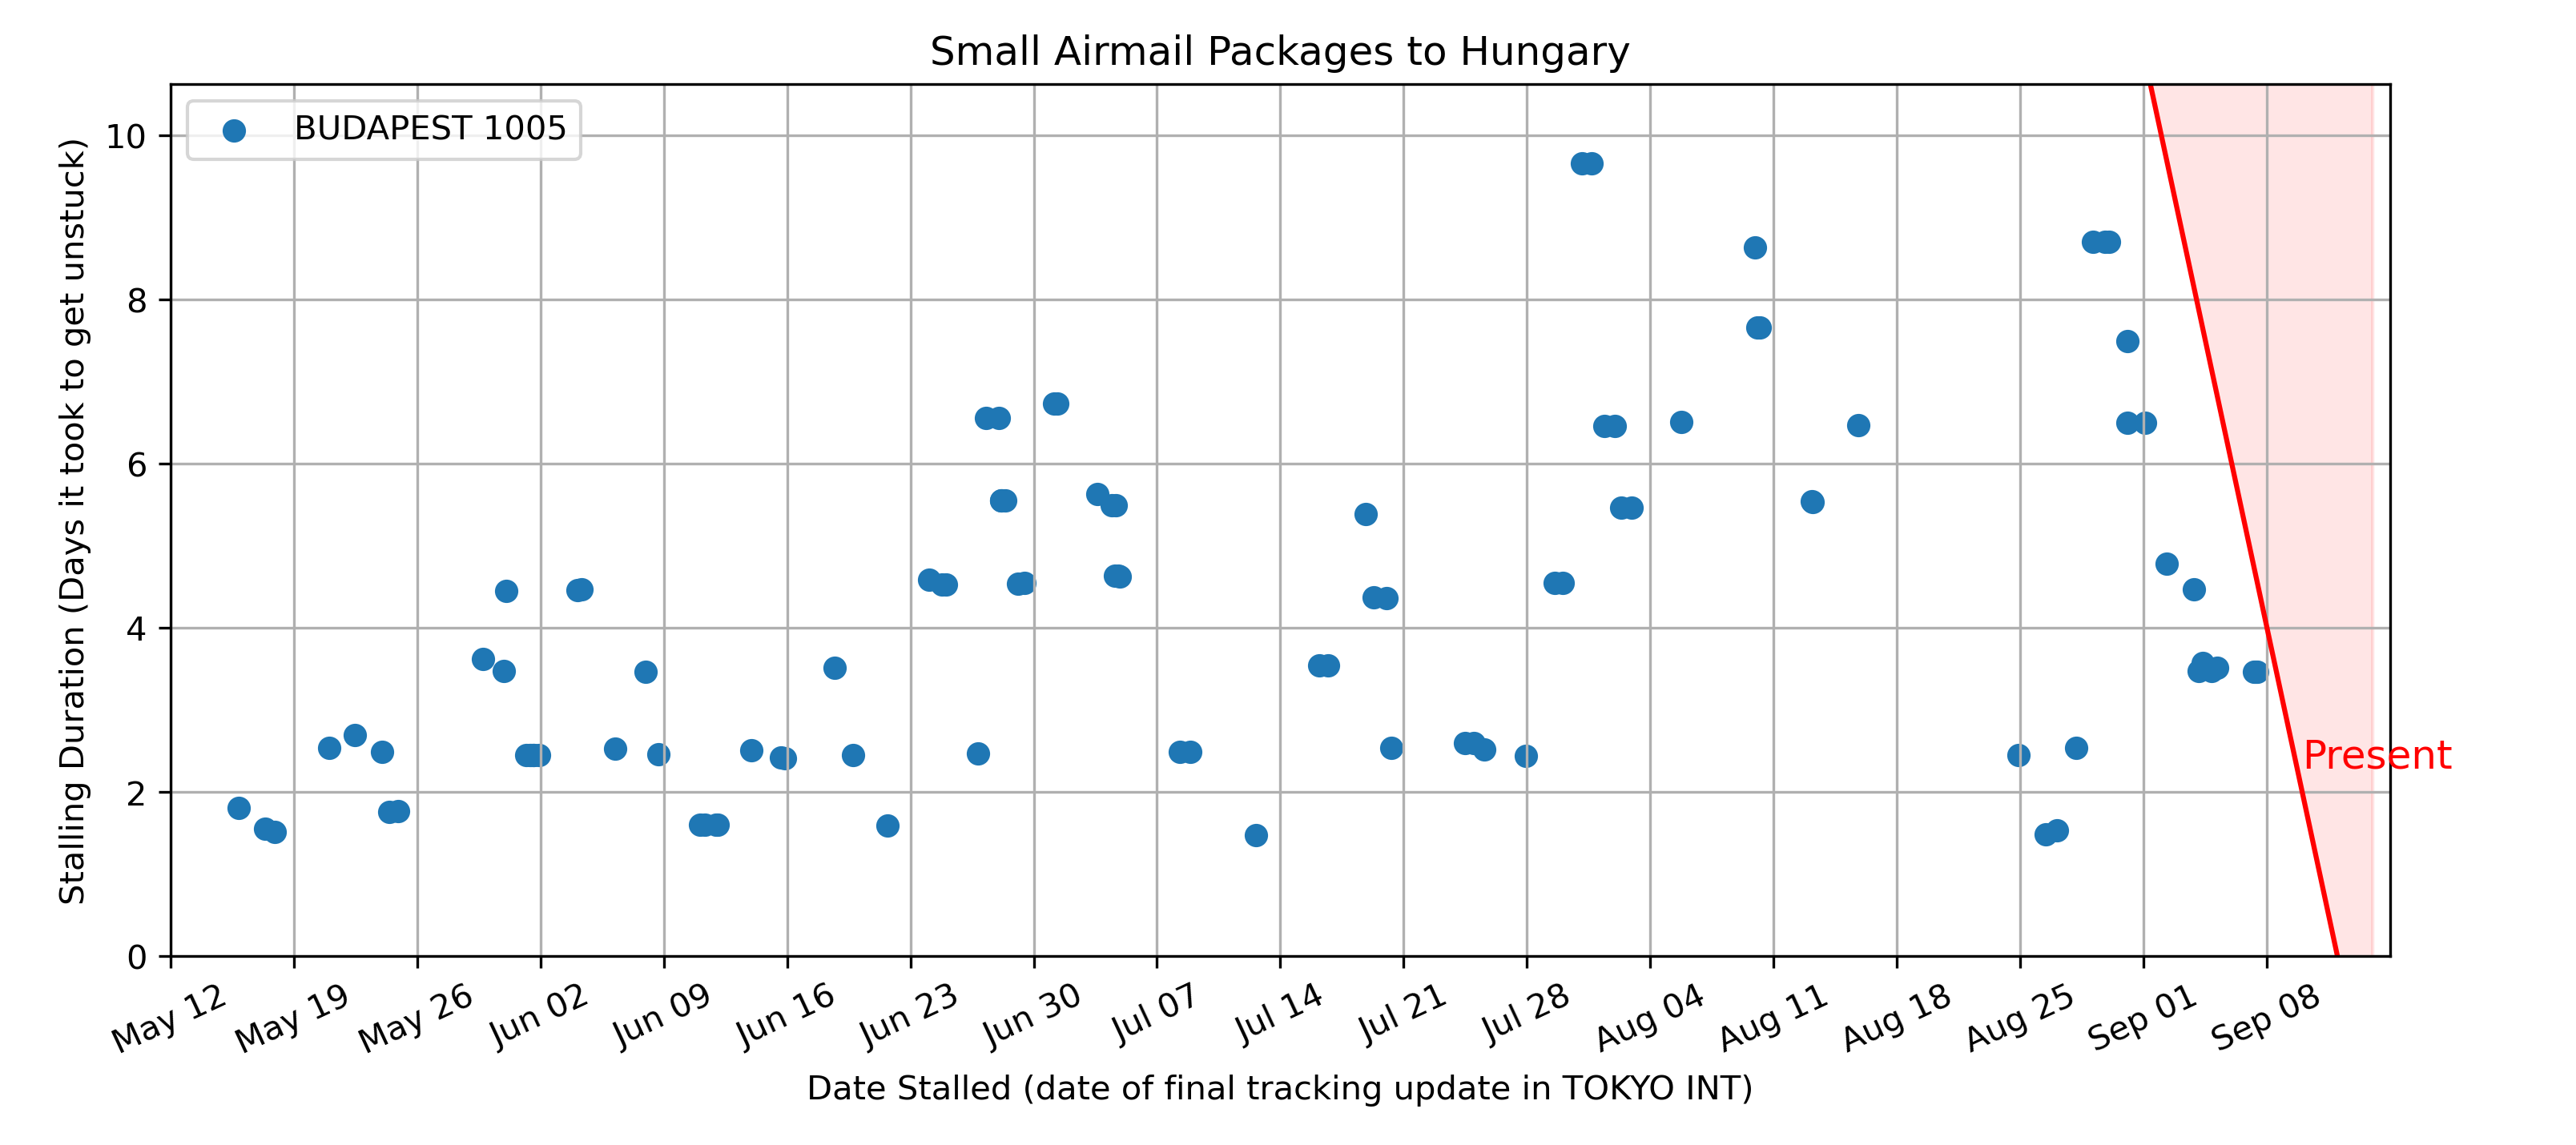 Small Airmail Packages to Hungary
BUDAPEST 1005
Stalling Duration (Days it took to get unstuck)
10
8
6
4
2
0
Present
May 12 May 19 May 26 Jun 02 Jun 09 Jun 16 Jun 23 Jun 30 Jul 07 Jul 14 Jul 21 Jul 28 Aug 04 Aug 11 Aug 18 Aug 25 Sep 01 Sep 08
Date Stalled (date of final tracking update in TOKYO INT)